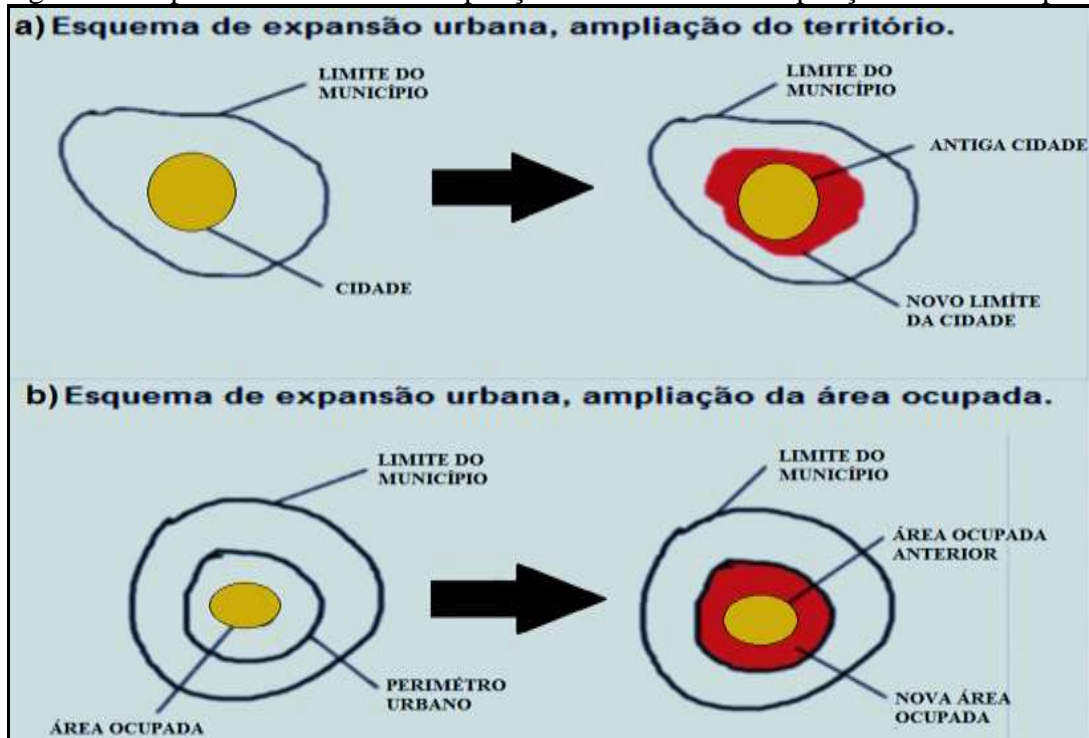 a) Esquema de expansão urbana, ampliação do território.
LIMITE DO
MUNICÍPIO
CIDADE
LIMITE DO
MUNICÍPIO
ANTIGA CIDADE
NOVO LIMÍTE
DA CIDADE
b) Esquema de expansão urbana, ampliação da área ocupada.
LIMITE DO
MUNICÍPIO
PERIMÉTRO
URBANO
ÁREA OCUPADA
LIMITE DO
MUNICÍPIO
ÁREA OCUPADA
ANTERIOR
NOVA ÁREA
OCUPADA